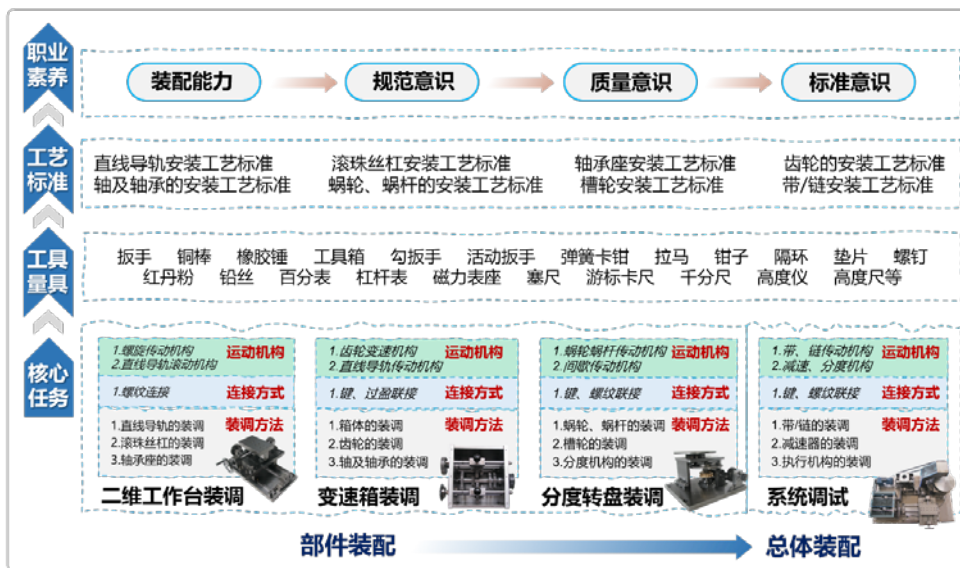 职业
素养
装配能力
规范意识
质量意识
标准意识
工艺
标准
直线导轨安装工艺标准
轴及轴承的安装工艺标准
滚珠丝杠安装工艺标准
蜗轮、蜗杆的安装工艺标准
轴承座安装工艺标准
槽轮安装工艺标准
齿轮的安装工艺标准
带/链安装工艺标准
工具
量具
扳手 铜棒 橡胶锤 工具箱 勾扳手 活动扳手 弹簧卡钳 拉马 钳子 隔环 垫片 螺钉
红丹粉 铅丝 百分表 杠杆表 磁力表座 塞尺 游标卡尺 千分尺 高度仪 高度尺等
核心
任务
1.螺旋传动机构
2.直线导轨滚动机构
运动机构
1.螺纹连接
连接方式
1.直线导轨的装调
2.滚珠丝杠的装调
3.轴承座的装调
装调方法
二维工作台装调
1.齿轮变速机构
2.直线导轨传动机构
运动机构
1.键、过盈联接
连接方式
1.箱体的装调
2.齿轮的装调
3.轴及轴承的装调
装调方法
变速箱装调
1.蜗轮蜗杆传动机构
2.间歇传动机构
运动机构
1.键、螺纹联接
连接方式
1.蜗轮、蜗杆的装调
2.槽轮的装调
3.分度机构的装调
装调方法
分度转盘装调
1.带、链传动机构
2.减速、分度机构
运动机构
1.键、螺纹联接
连接方式
1.带/链的装调
2.减速器的装调
3.执行机构的装调
装调方法
系统调试
部件装配
总体装配